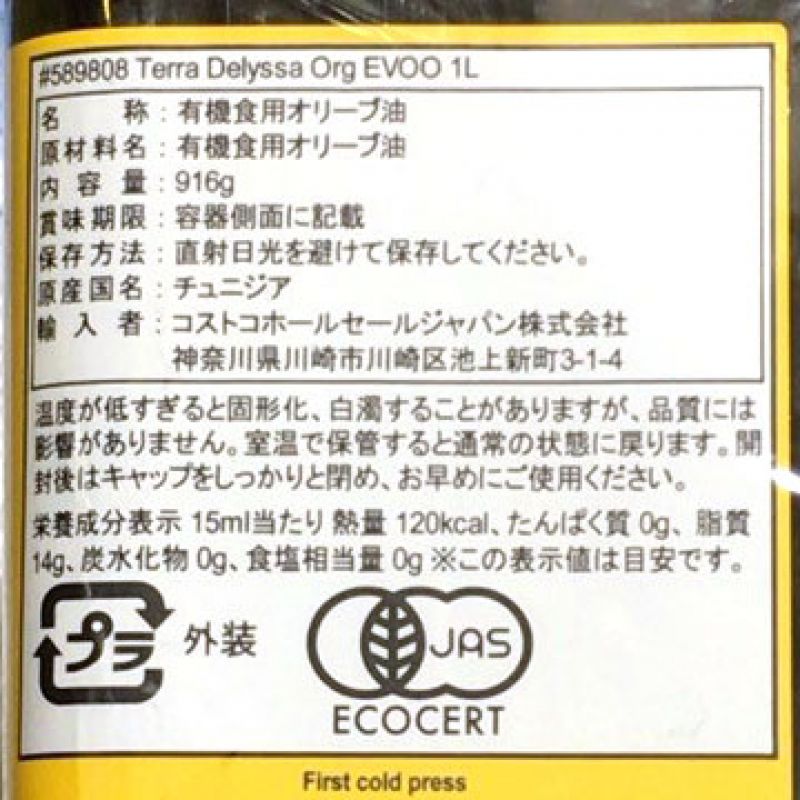 #589808 Terra Delyssa Org EVOO 1L
名称：有機食用オリーブ油
原材料名：有機食用オリーブ油
内容量：916g
賞味期限：容器側面に記載
保存方法：直射日光を避けて保存してください。
原産国名：チュニジア
輸入者：コストコホールセールジャパン株式会社
神奈川県川崎市川崎区池上新町3-1-4
温度が低すぎると固形化、白濁することがありますが、品質には
影響がありません。室温で保管すると通常の状態に戻ります。開
封後はキャップをしっかりと閉め、お早めにご使用ください。
栄養成分表示 15ml当たり 熱量 120kcal、たんぱく質 0g、脂質
14g、炭水化物 0g、食塩相当量 0g ※この表示値は目安です。
プラ 外装 JAS
ECOCERT
First cold press